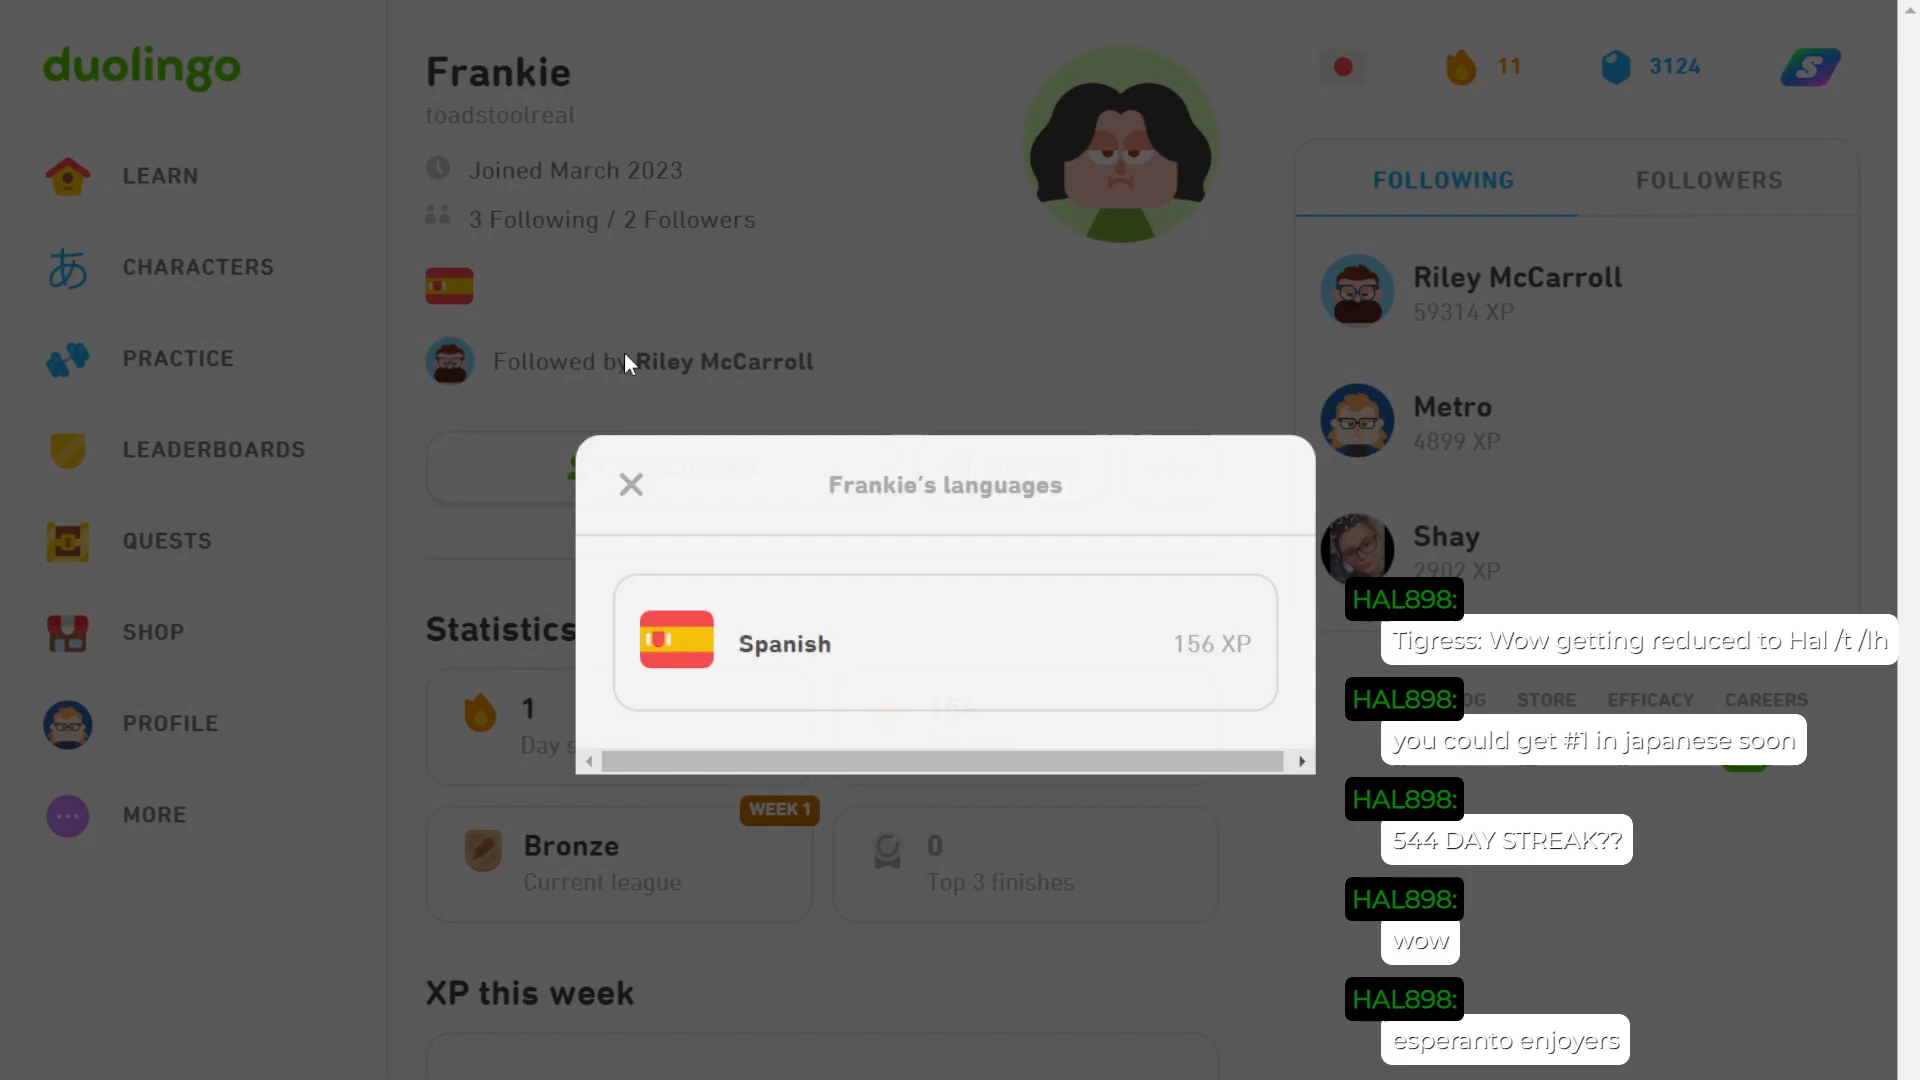 duolingo
LEARN
CHARACTERS
PRACTICE
LEADERBOARDS
QUESTS
SHOP
PROFILE
MORE
Frankie
toadstoolreal
Joined March 2023
3 Following / 2 Followers
Followed by Riley McCarroll
Frankie's languages
Spanish
156 XP
Statistics
1
Day s
WEEK 1
Bronze
Current league
0
Top 3 finishes
XP this week
11
3124
FOLLOWING
FOLLOWERS
Riley McCarroll
59314 XP
Metro
4899 XP
Shay
2902 XP
STORE
EFFICACY
CAREERS
HAL898:
Tigress: Wow getting reduced to Hal /t /lh
HAL898:
you could get #1 in japanese soon
HAL898:
544 DAY STREAK??
HAL898:
wow
HAL898:
esperanto enjoyers